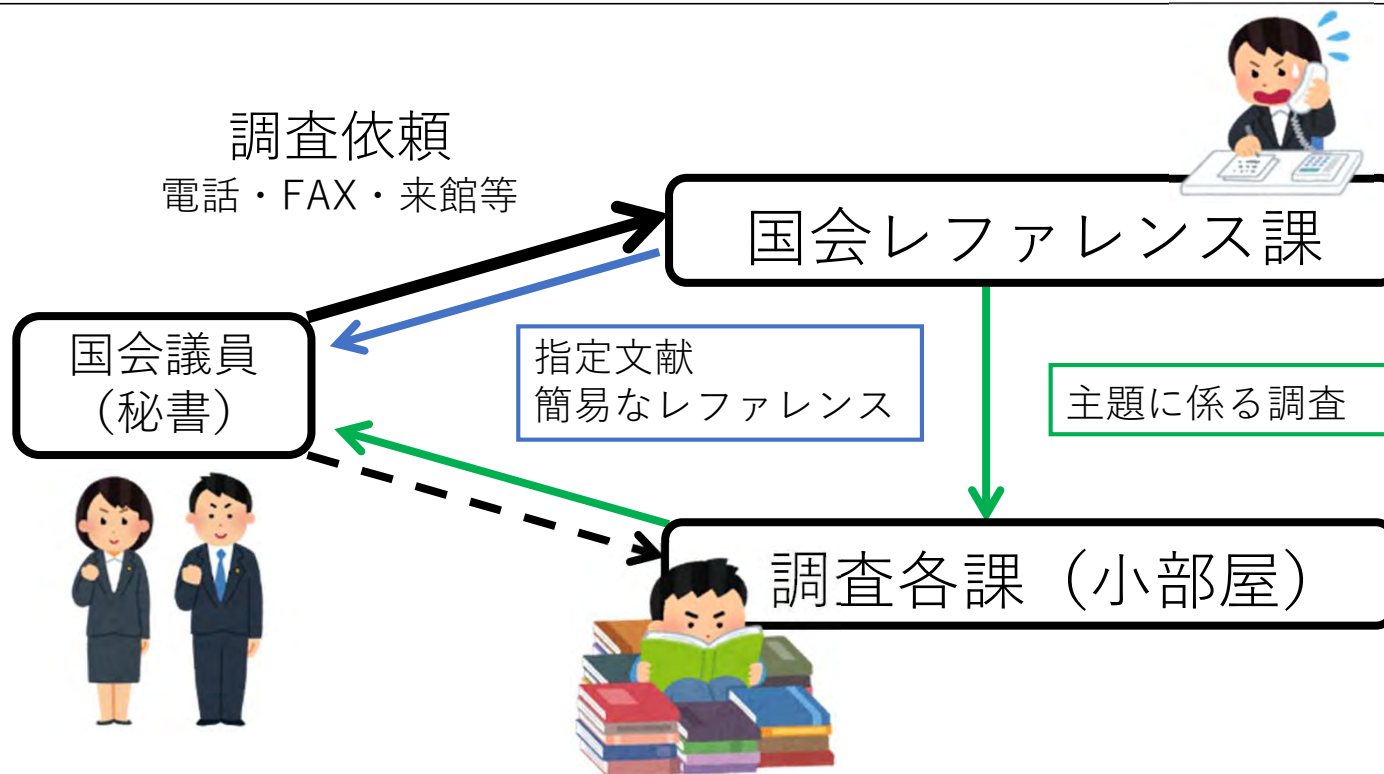 調査依頼
電話・FAX・来館等
国会レファレンス課
国会議員
（秘書）
指定文献
簡易なレファレンス
主題に係る調査
調査各課（小部屋）